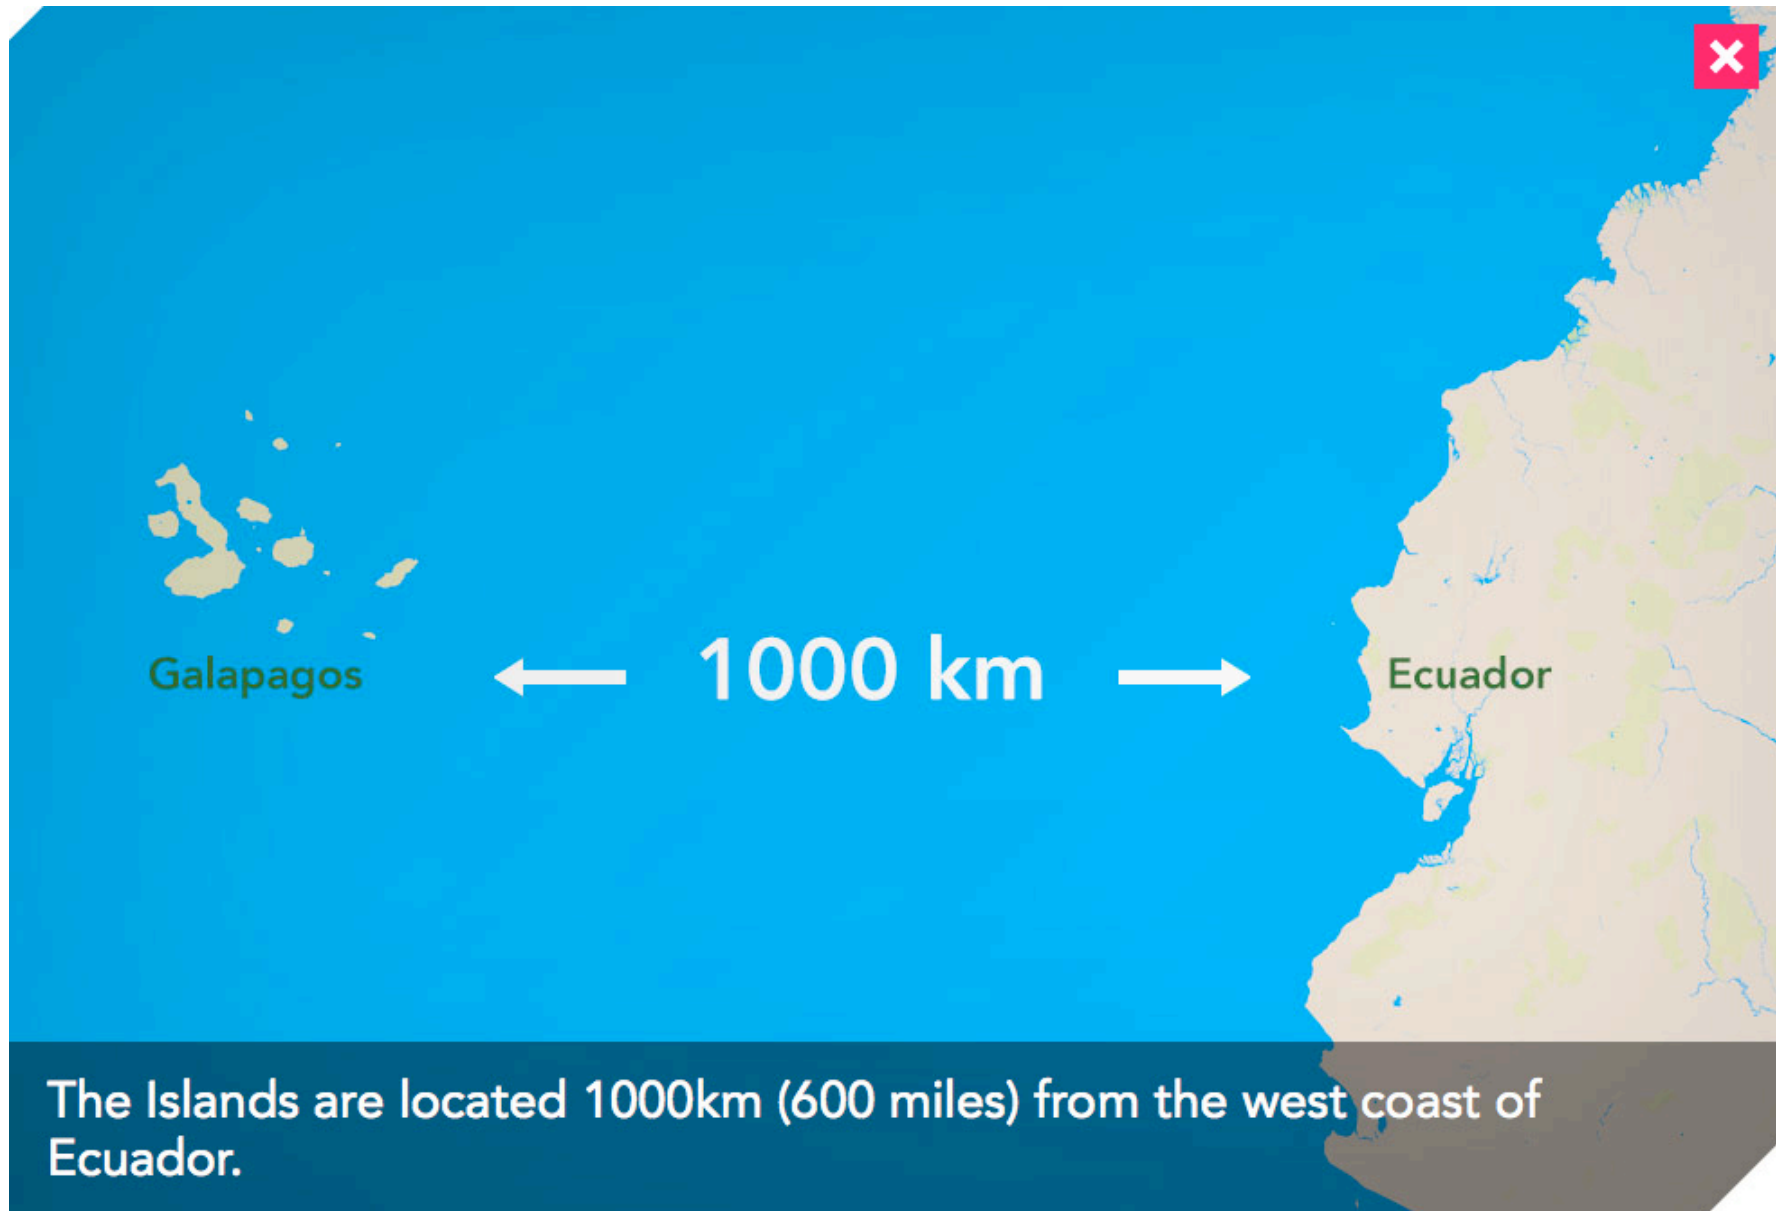 Galapagos
1000 km
Ecuador
The Islands are located 1000km (600 miles) from the west coast of
Ecuador.